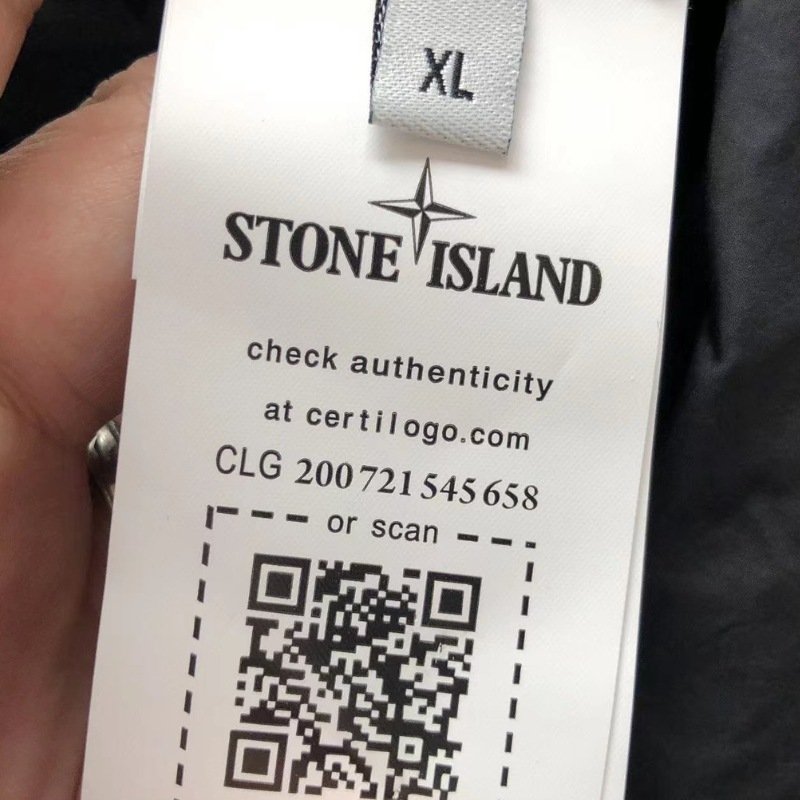 XL
STONE ISLAND
check authenticity
at certilogo.com
CLG 200 721 545 658
or scan